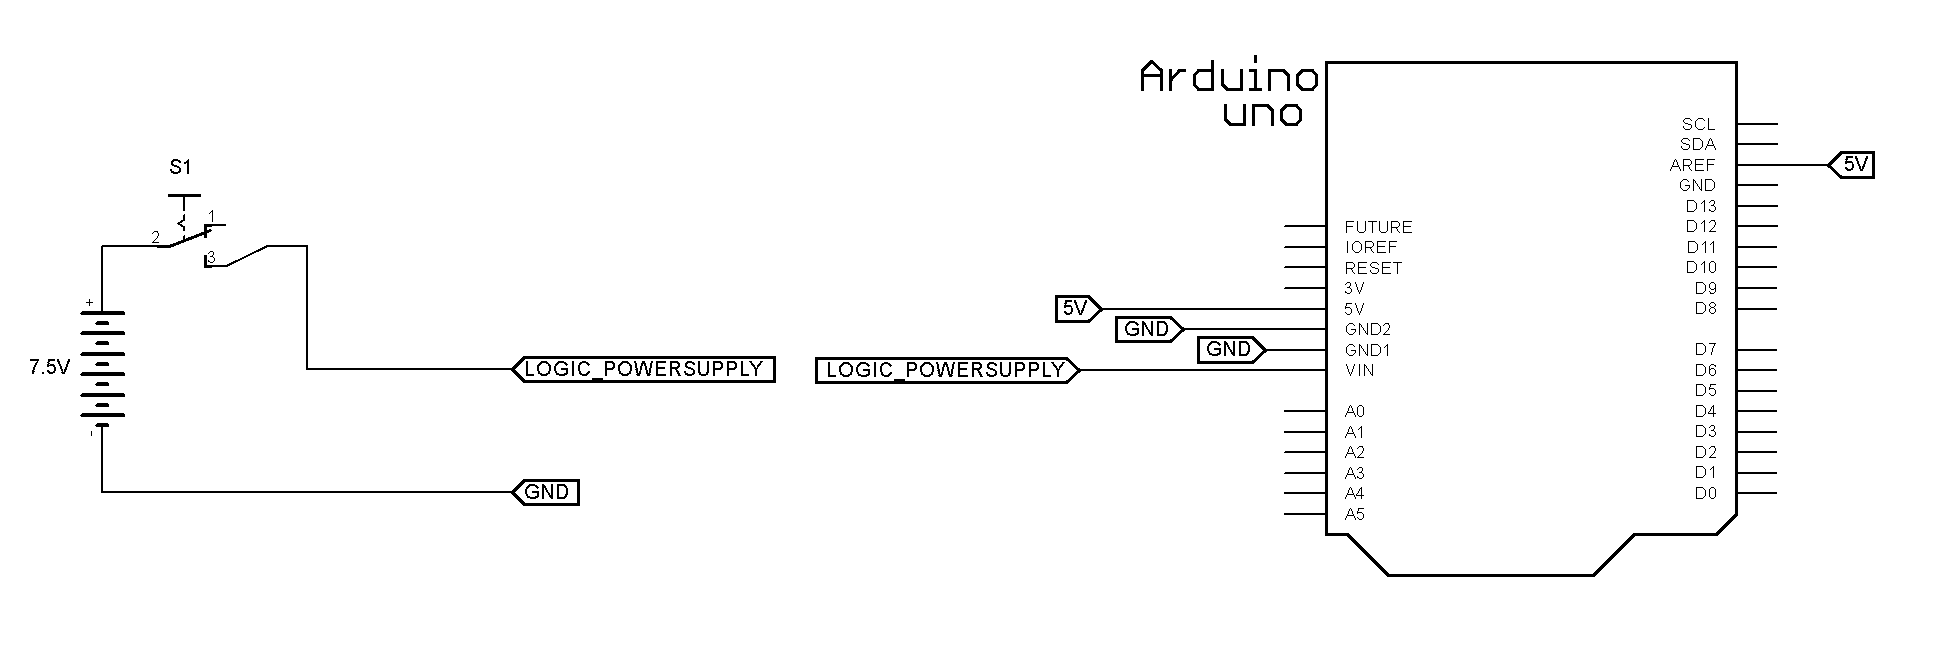 Arduino
uno
S1
1
2
3
+
7.5V
-
LOGIC_POWERSUPPLY
GND
LOGIC_POWERSUPPLY
5V
GND
GND
FUTURE
IOREF
RESET
3V
5V
GND2
GND1
VIN
A0
A1
A2
A3
A4
A5
SCL
SDA
AREF
GND
D13
D12
D11
D10
D9
D8
D7
D6
D5
D4
D3
D2
D1
D0
5V